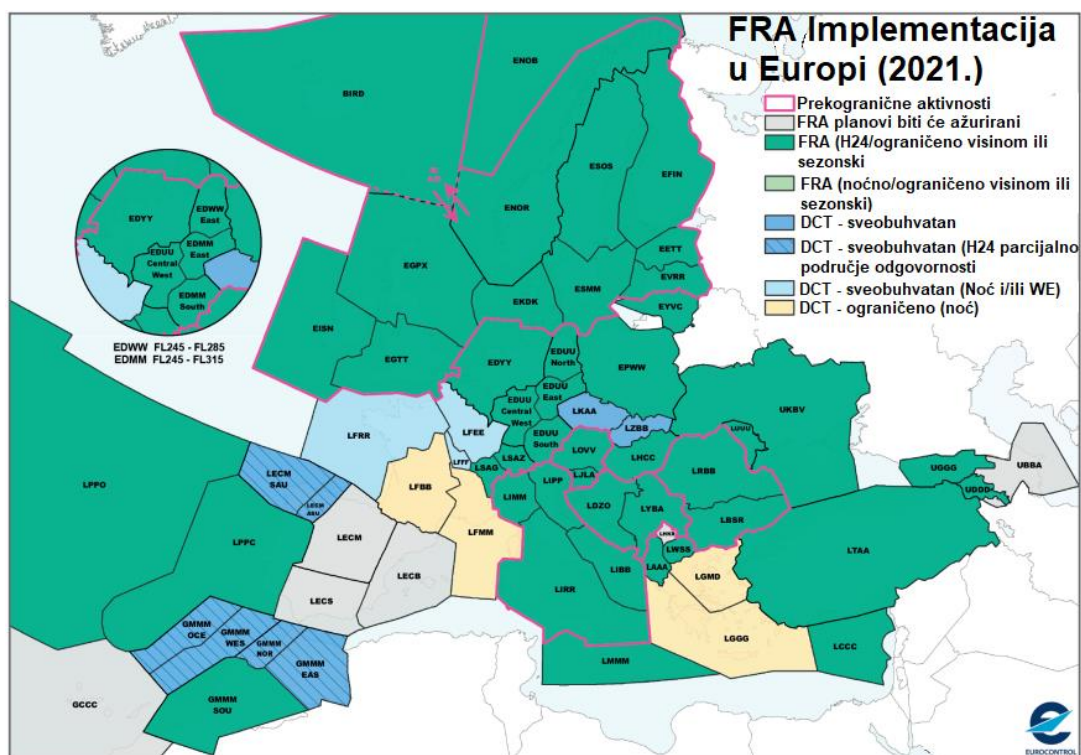 FRA Implementacija
u Europi (2021.)
Prekogranične aktivnosti
FRA planovi biti će ažurirani
FRA (H24/ograničeno visinom ili
sezonski
FRA (noćno/ograničeno visinom ili
sezonski)
DCT - sveobuhvatan
DCT - sveobuhvatan (H24 parcijalno
područje odgovornosti
DCT - sveobuhvatan (Noć i/ili WE)
DCT - ograničeno (noć)
ENOB
BIRD
ESOS
EFIN
ENOR
EETT
EVRR
EYVC
EGPX
EKDK
ESMM
EISN
EGTT
EDYY
EDWW
East
EDUU
Central
West
EDMM
East
EDMM
South
EDWW FL245 - FL285
EDMM FL245 - FL315
EDYY
EDUU
North
EDUU
East
EDUU
Central
West
EDUU
South
EPWW
LKAA
LZBB
UKBV
LUUU
LFRR
LFEE
LFFF
LSAG
LSAZ
LOVV
LHCC
LRBB
LJLA
LIPP
LIMM
LDZO
LYBA
LBSR
LWSS
LAAA
LIBB
LIRR
LFBB
LFMM
LPPO
LPPC
LECM
SAU
LECM
ASU
LECM
LECS
LECB
GMMM
OCE
GMMM
WES
GMMM
NOR
GMMM
EAS
GMMM
SOU
GCCC
LMMM
LGMD
LGGG
LCCC
LTAA
UGGG
UDDD
UBBA
EUROCONTROL